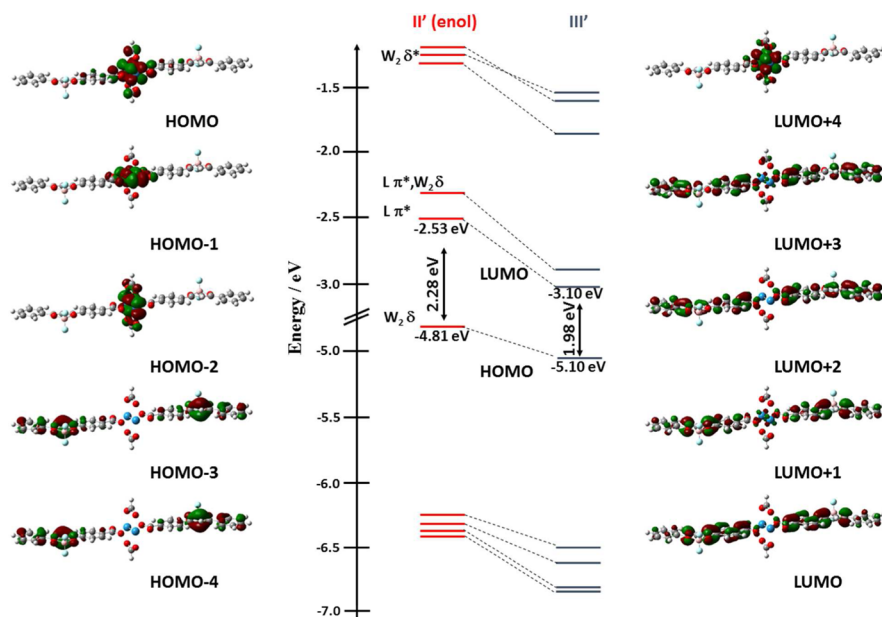 II' (enol)
III'
HOMO
HOMO-1
HOMO-2
HOMO-3
HOMO-4
Energy / eV
-1.5
-2.0
-2.5
-3.0
-5.0
-5.5
-6.0
-6.5
-7.0
W₂ δ*
L π*,W₂ δ
L π*
-2.53 eV
2.28 eV
W₂ δ
-4.81 eV
LUMO
HOMO
-3.10 eV
1.98 eV
-5.10 eV
LUMO+4
LUMO+3
LUMO+2
LUMO+1
LUMO